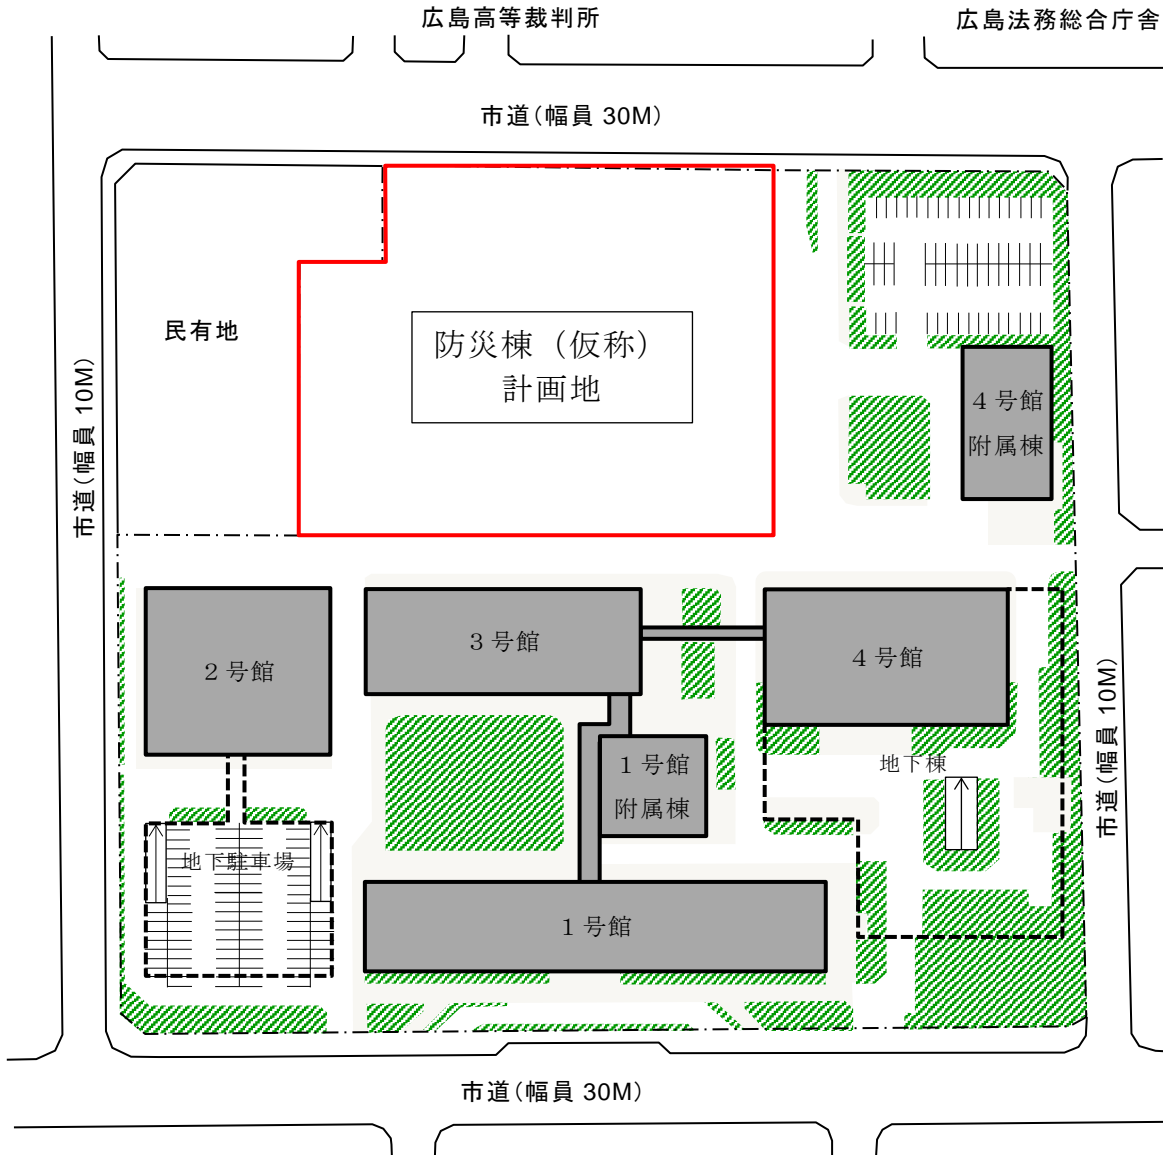 広島高等裁判所
広島法務総合庁舎
市道(幅員 30M)
民有地
防災棟（仮称）
計画地
市道(幅員 10M)
４号館
附属棟
２号館
３号館
４号館
１号館
附属棟
地下棟
市道(幅員 10M)
地下駐車場
１号館
市道(幅員 30M)